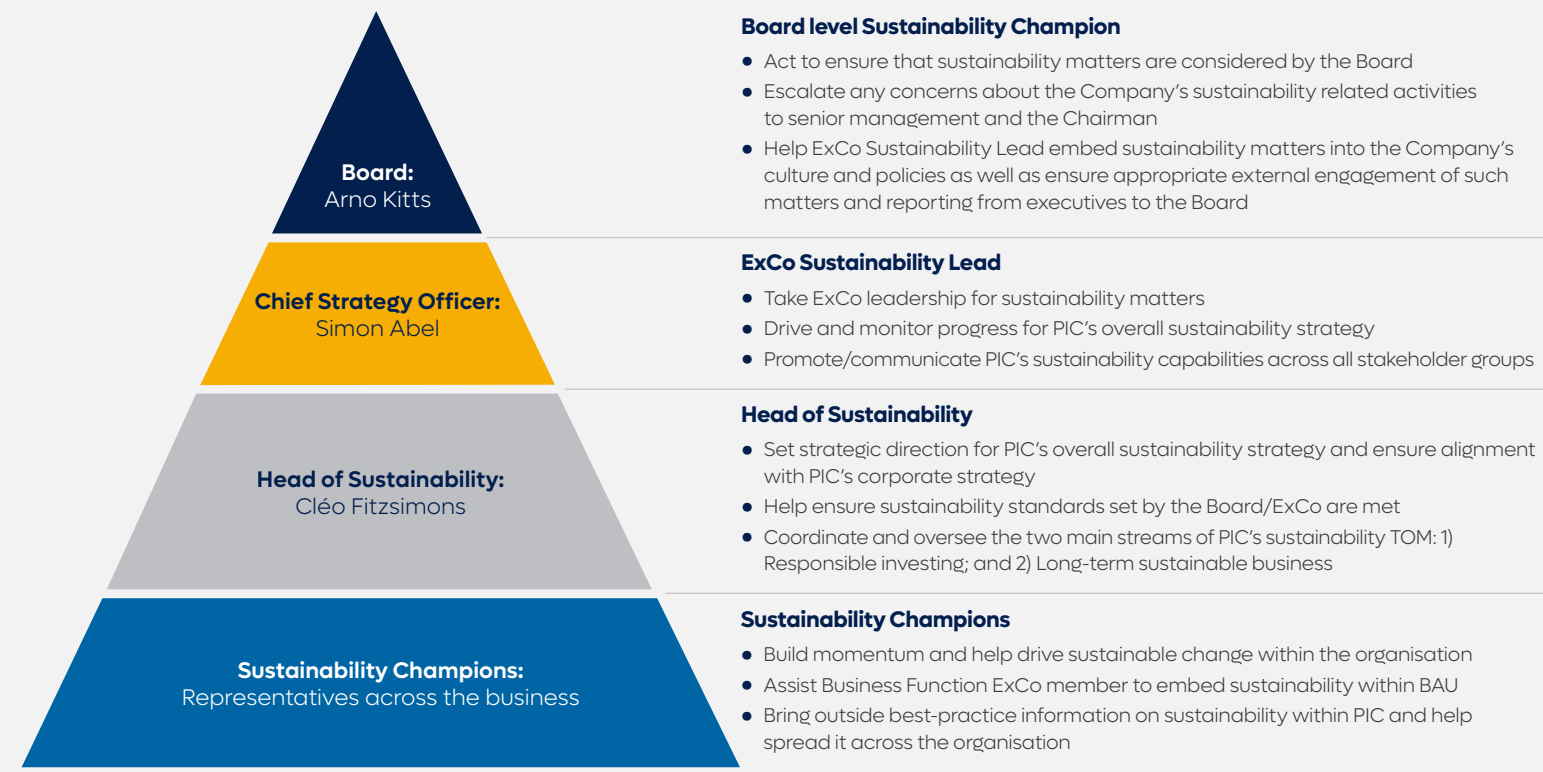 Board:
Arno Kitts
Board level Sustainability Champion
● Act to ensure that sustainability matters are considered by the Board
● Escalate any concerns about the Company's sustainability related activities
to senior management and the Chairman
● Help ExCo Sustainability Lead embed sustainability matters into the Company's
culture and policies as well as ensure appropriate external engagement of such
matters and reporting from executives to the Board
Chief Strategy Officer:
Simon Abel
ExCo Sustainability Lead
● Take ExCo leadership for sustainability matters
● Drive and monitor progress for PIC's overall sustainability strategy
● Promote/communicate PIC's sustainability capabilities across all stakeholder groups
Head of Sustainability:
Cléo Fitzsimons
Head of Sustainability
● Set strategic direction for PIC's overall sustainability strategy and ensure alignment
with PIC's corporate strategy
● Help ensure sustainability standards set by the Board/ExCo are met
● Coordinate and oversee the two main streams of PIC's sustainability TOM: 1)
Responsible investing; and 2) Long-term sustainable business
Sustainability Champions:
Representatives across the business
Sustainability Champions
● Build momentum and help drive sustainable change within the organisation
● Assist Business Function ExCo member to embed sustainability within BAU
● Bring outside best-practice information on sustainability within PIC and help
spread it across the organisation